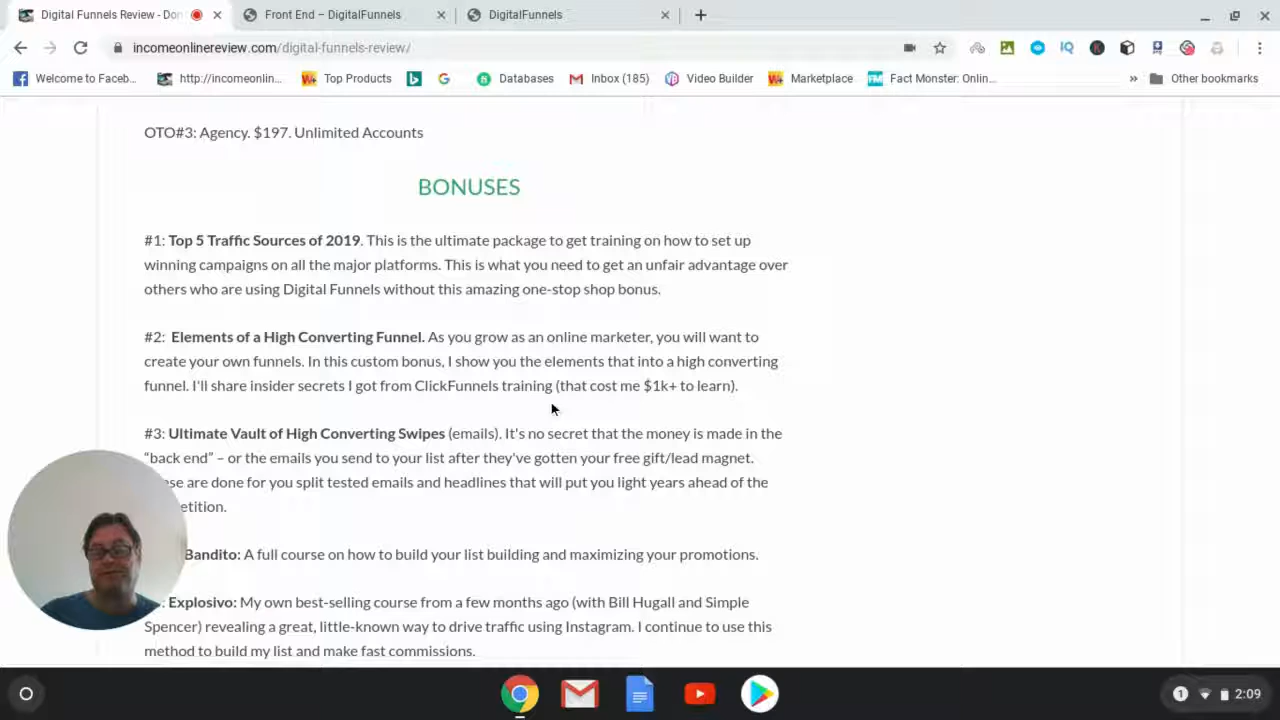 Digital Funnels Review - Don
Front End – DigitalFunnels
DigitalFunnels
incomeonlinereview.com/digital-funnels-review/
Welcome to Faceb...
http://incomeonlin...
Top Products
Databases
Inbox (185)
Video Builder
Marketplace
Fact Monster: Onlin...
Other bookmarks
OTO#3: Agency. $197. Unlimited Accounts
BONUSES
#1: Top 5 Traffic Sources of 2019. This is the ultimate package to get training on how to set up
winning campaigns on all the major platforms. This is what you need to get an unfair advantage over
others who are using Digital Funnels without this amazing one-stop shop bonus.
#2: Elements of a High Converting Funnel. As you grow as an online marketer, you will want to
create your own funnels. In this custom bonus, I show you the elements that into a high converting
funnel. I'll share insider secrets I got from ClickFunnels training (that cost me $1k+ to learn).
#3: Ultimate Vault of High Converting Swipes (emails). It's no secret that the money is made in the
“back end” – or the emails you send to your list after they've gotten your free gift/lead magnet.
se are done for you split tested emails and headlines that will put you light years ahead of the
etition.
Bandito: A full course on how to build your list building and maximizing your promotions.
: Explosivo: My own best-selling course from a few months ago (with Bill Hugall and Simple
Spencer) revealing a great, little-known way to drive traffic using Instagram. I continue to use this
method to build my list and make fast commissions.
1
2:09